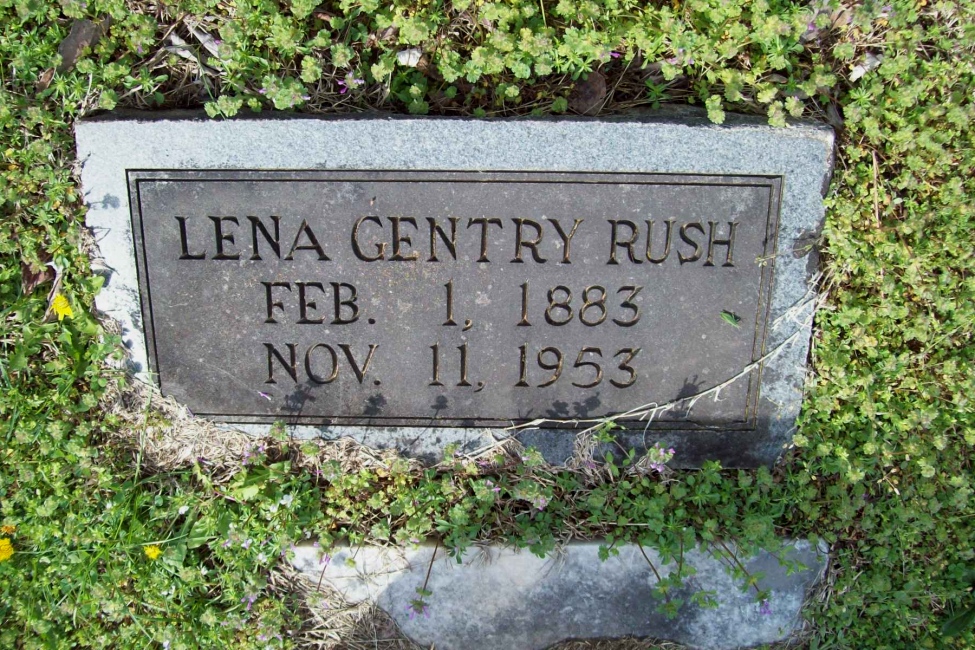 LENA GENTRY RUSH
FEB. 1, 1883
NOV. 11, 1953